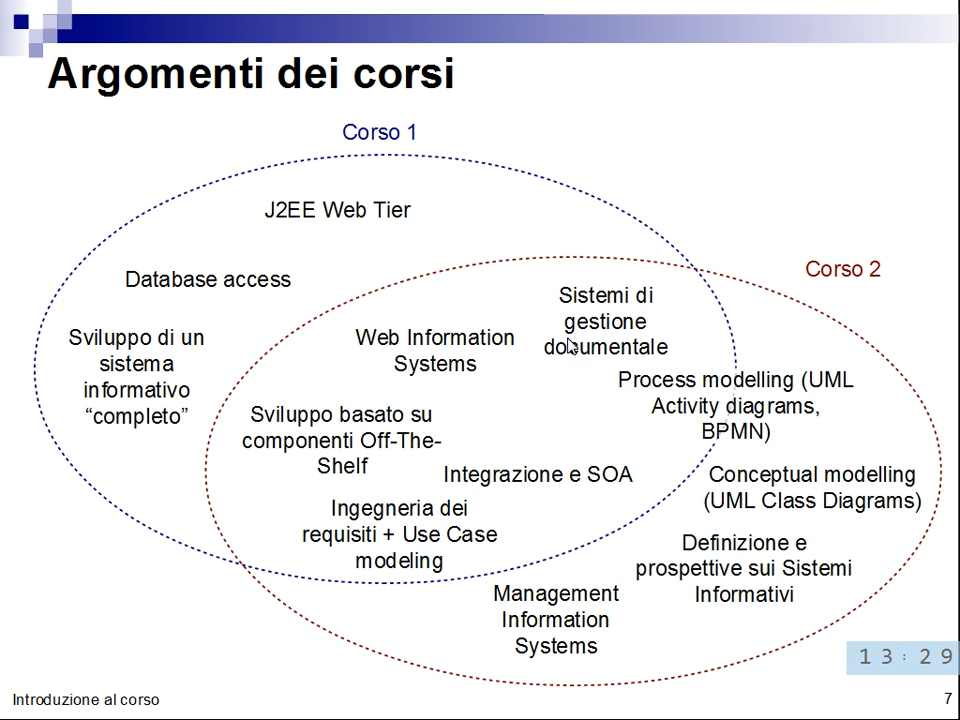 Argomenti dei corsi
Corso 1
J2EE Web Tier
Database access
Corso 2
Sistemi di
gestione
documentale
Sviluppo di un
sistema
informativo
“completo”
Web Information
Systems
Process modelling (UML
Activity diagrams,
BPMN)
Sviluppo basato su
componenti Off-The-
Shelf
Integrazione e SOA
Conceptual modelling
(UML Class Diagrams)
Ingegneria dei
requisiti + Use Case
modeling
Definizione e
prospettive sui Sistemi
Informativi
Management
Information
Systems
13:29
Introduzione al corso
7